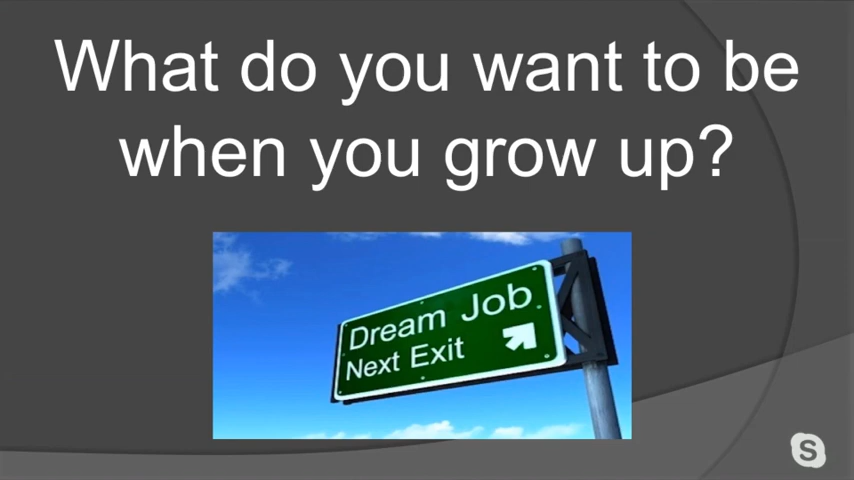 What do you want to be
when you grow up?
Dream Job
Next Exit
S